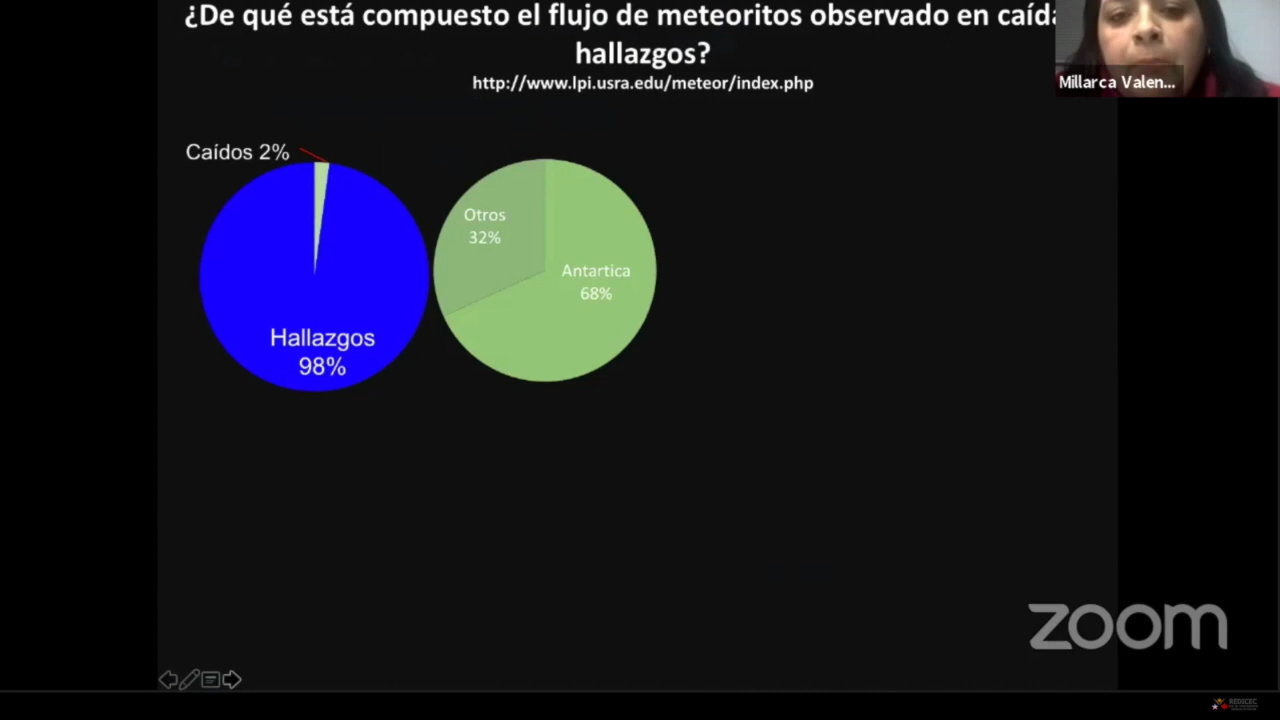 ¿De qué está compuesto el flujo de meteoritos observado en caída
hallazgos?
http://www.lpi.usra.edu/meteor/index.php
Millarca Valen...
Caídos 2%
Otros
32%
Antartica
68%
Hallazgos
98%
zoom
REDICEC